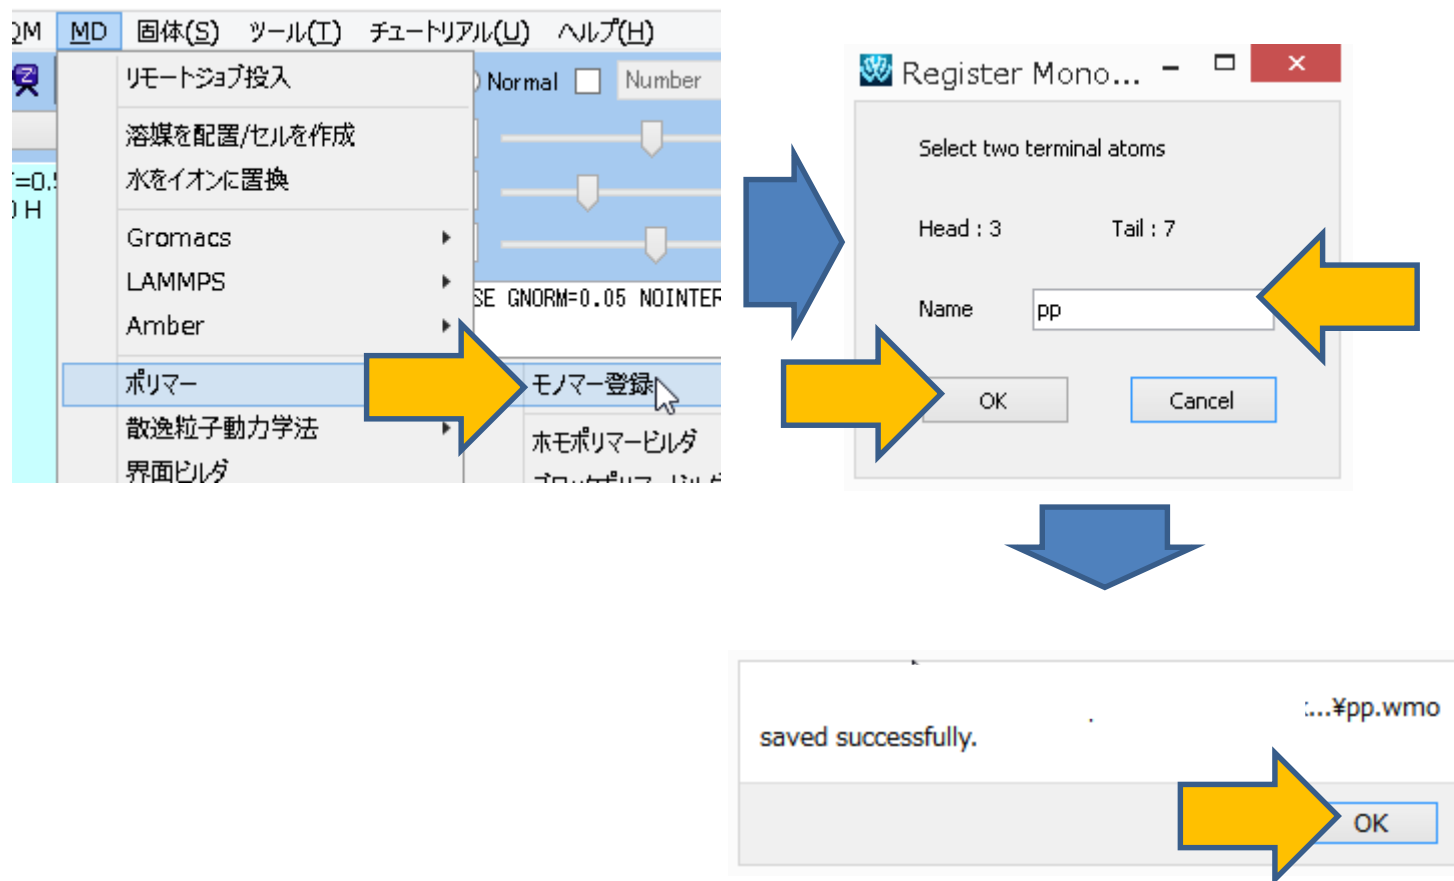 MD 固体(S) ツール(T) チュートリアル(U) ヘルプ(H)
リモートジョブ投入
Normal Number
溶媒を配置/セルを作成
水をイオンに置換
Gromacs
LAMMPS
Amber
GNORM=0.05
ポリマー
モノマー登録
散逸粒子動力学法
ホモポリマービルダ
界面ビルダ
Register Mono...
Select two terminal atoms
Head : 3 Tail : 7
Name pp
OK Cancel
...¥pp.wmo
saved successfully.
OK